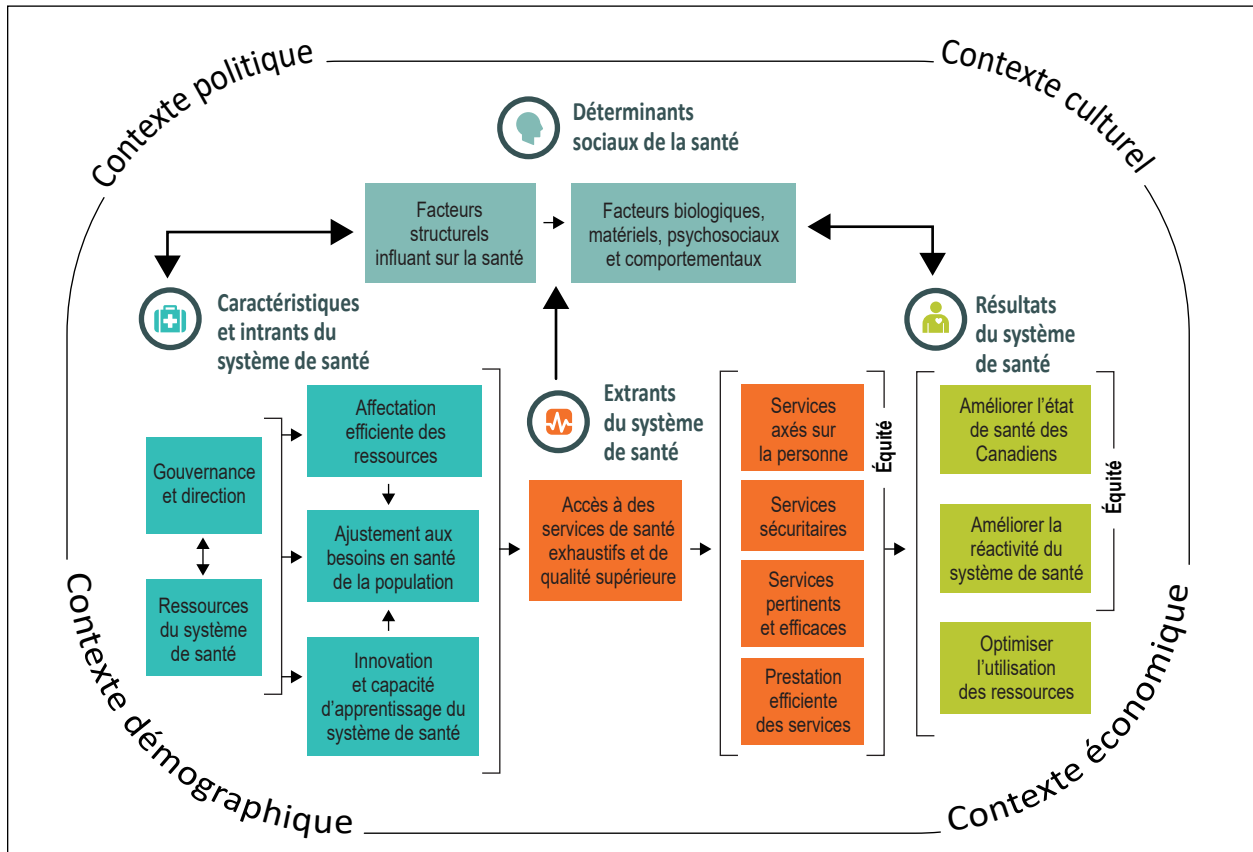 Contexte politique
Contexte culturel
Déterminants
sociaux de la santé
Facteurs
structurels
influant sur la santé
Facteurs biologiques,
matériels, psychosociaux
et comportementaux
Caractéristiques
et intrants du
système de santé
Résultats
du système
de santé
Extrants
du système
de santé
Gouvernance
et direction
Ressources
du système
de santé
Affectation
efficiente des
ressources
Ajustement aux
besoins en santé
de la population
Innovation
et capacité
d’apprentissage du
système de santé
Accès à des
services de santé
exhaustifs et de
qualité supérieure
Services
axés sur
la personne
Services
sécuritaires
Services
pertinents
et efficaces
Prestation
efficiente
des services
Équité
Améliorer l’état
de santé des
Canadiens
Améliorer la
réactivité du
système de santé
Optimiser
l’utilisation
des ressources
Équité
Contexte démographique
Contexte économique